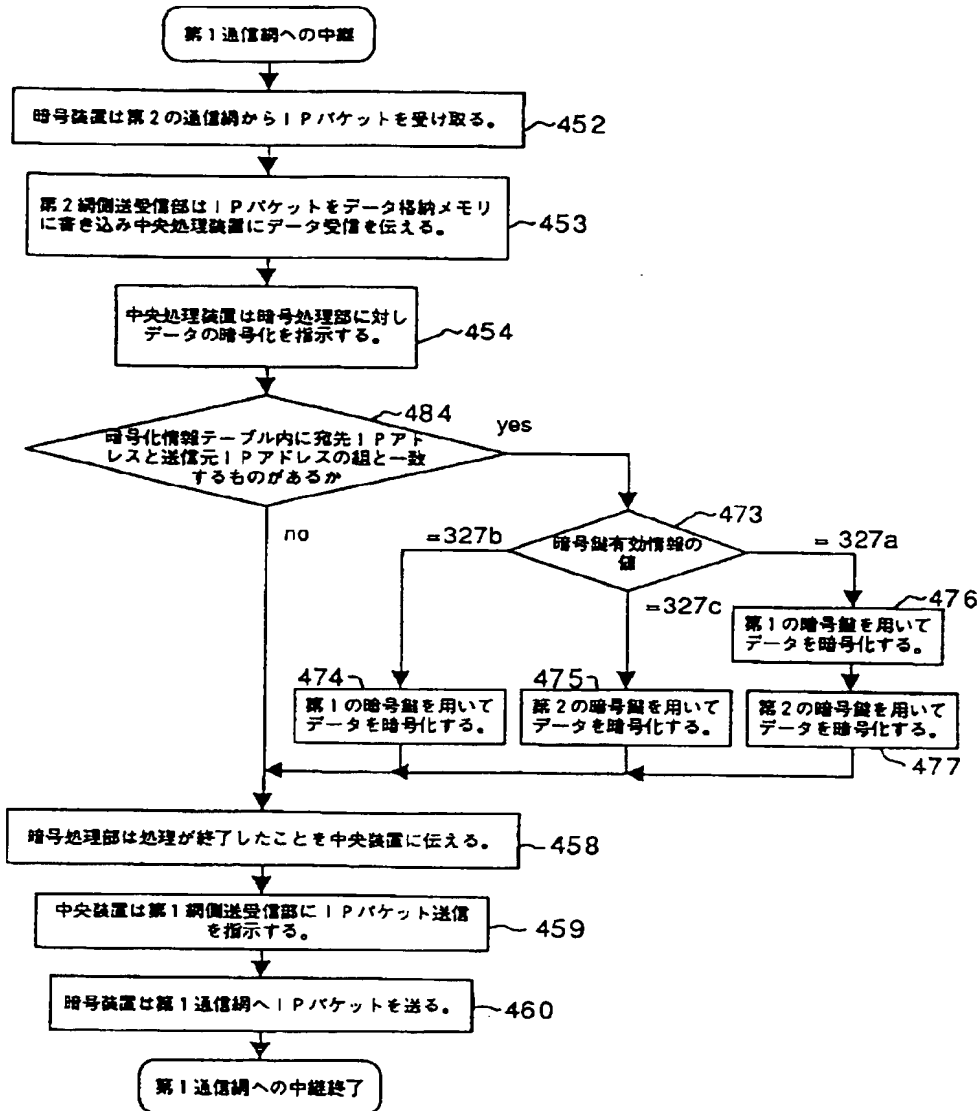 第1通信網への中継
暗号装置は第2の通信網からIPパケットを受け取る。
452
第2網側送受信部はIPパケットをデータ格納メモリ
に書き込み中央処理装置にデータ受信を伝える。
453
中央処理装置は暗号処理部に対し
データの暗号化を指示する。
454
484
暗号化情報テーブル内に宛先IPアド
レスと送信元IPアドレスの組と一致
するものがあるか
yes
no
473
暗号鍵有効情報の
値
=327b
=327c
= 327a
476
第1の暗号鍵を用いて
データを暗号化する。
474
第1の暗号鍵を用いて
データを暗号化する。
475
第2の暗号鍵を用いて
データを暗号化する。
第2の暗号鍵を用いて
データを暗号化する。
477
暗号処理部は処理が終了したことを中央装置に伝える。
458
中央装置は第1網側送受信部にIPパケット送信
を指示する。
459
暗号装置は第1通信網へIPパケットを送る。
460
第1通信網への中継終了